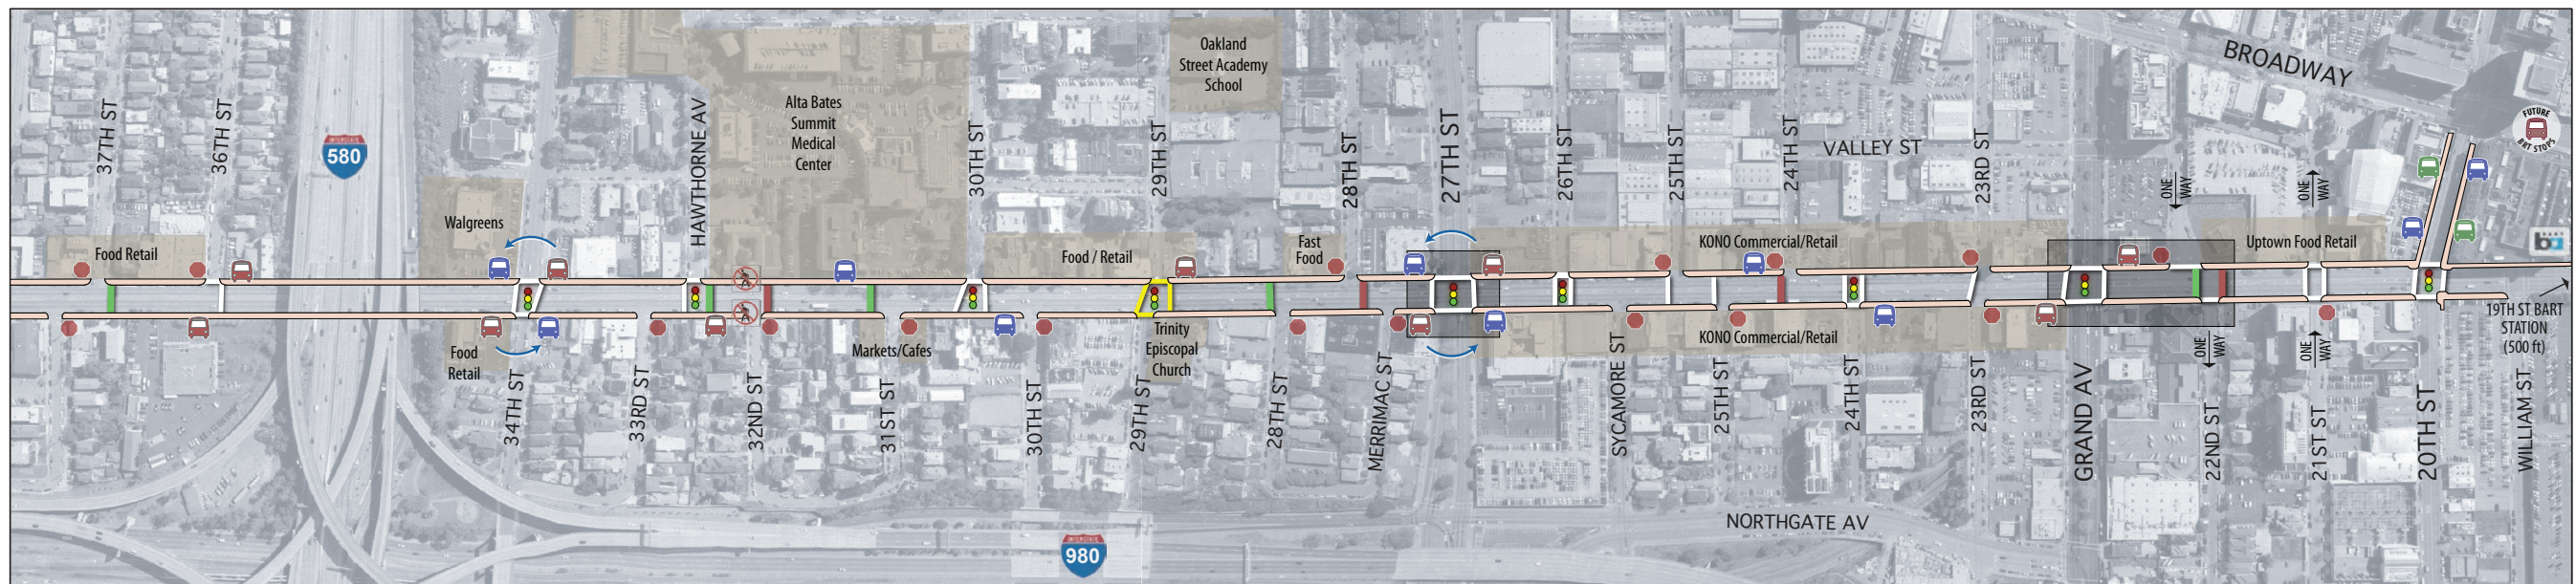 BROADWAY
FUTURE
BRT STOPS
37TH ST
36TH ST
INTERSTATE
580
HAWTHORNE AV
Alta Bates
Summit
Medical
Center
30TH ST
29TH ST
Oakland
Street Academy
School
28TH ST
27TH ST
26TH ST
25TH ST
24TH ST
VALLEY ST
23RD ST
ONE
WAY
ONE
WAY
Walgreens
Food Retail
Food / Retail
Fast
Food
KONO Commercial/Retail
Uptown Food Retail
19TH ST BART
STATION
(500 ft)
Food
Retail
Markets/Cafes
Trinity
Episcopal
Church
KONO Commercial/Retail
ONE
WAY
ONE
WAY
34TH ST
33RD ST
32ND ST
31ST ST
30TH ST
29TH ST
28TH ST
MERRIMAC ST
SYCAMORE ST
25TH ST
24TH ST
23RD ST
GRAND AV
22ND ST
21ST ST
20TH ST
WILLIAM ST
NORTHGATE AV
INTERSTATE
980